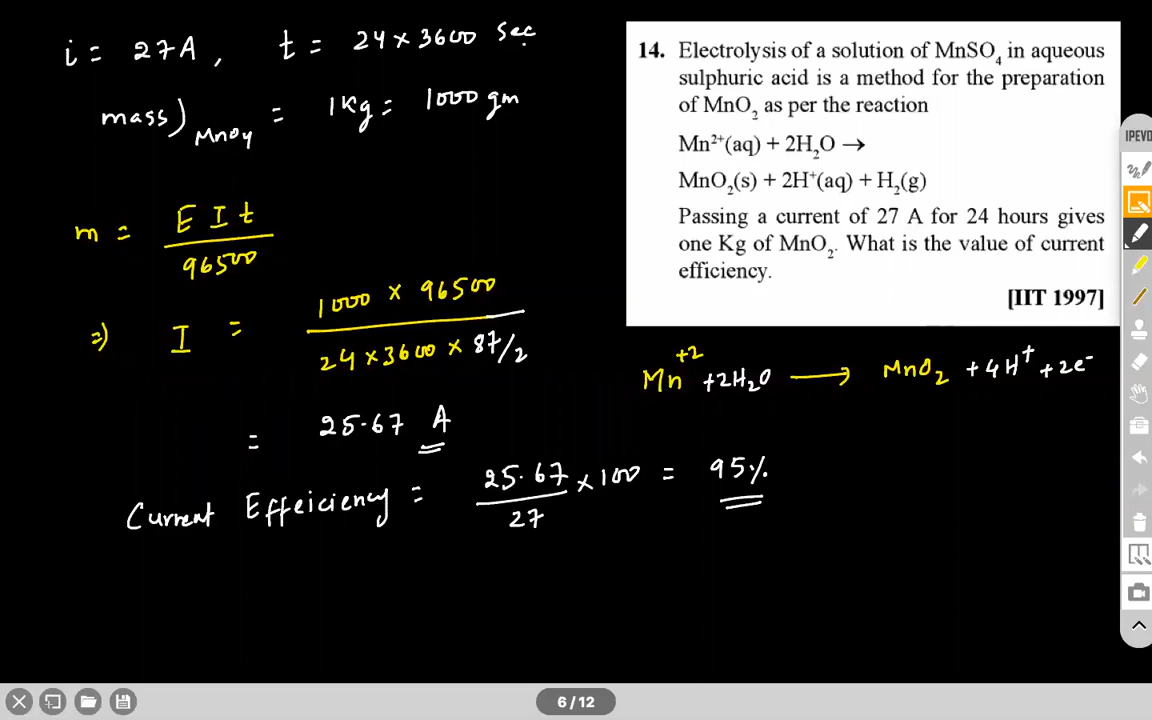 i = 27A , t = 24 × 3600 sec
mass) MnO4 = 1Kg = 1000 gm
m = E I t / 96500
=) I = 1000 × 96500 / 24 × 3600 × 87/2
= 25.67 A
Current Effeiciency = 25.67 / 27 × 100 = 95%
14. Electrolysis of a solution of MnSO₄ in aqueous
sulphuric acid is a method for the preparation
of MnO₂ as per the reaction
Mn²⁺(aq) + 2H₂O →
MnO₂(s) + 2H⁺(aq) + H₂(g)
Passing a current of 27 A for 24 hours gives
one Kg of MnO₂. What is the value of current
efficiency.
[IIT 1997]
Mn⁺² + 2H₂O → MnO₂ + 4H⁺ + 2e⁻
IPEVO
6 / 12